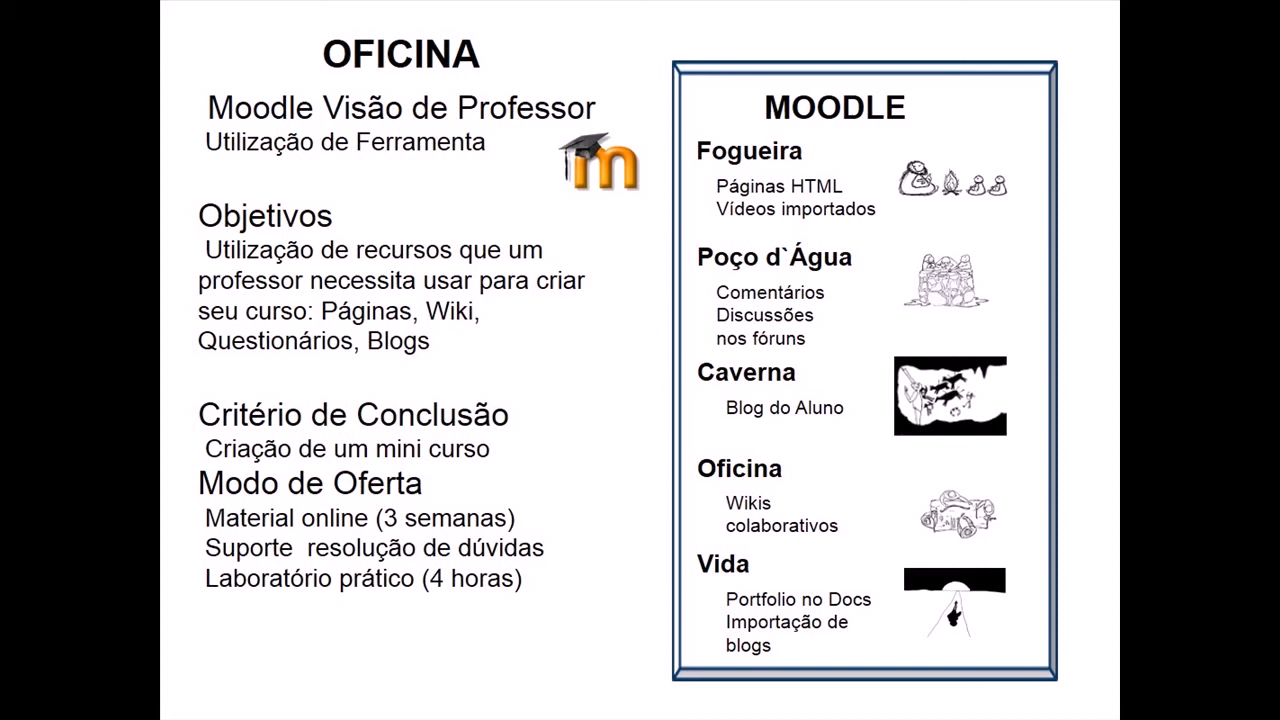 OFICINA
Moodle Visão de Professor
Utilização de Ferramenta
m
Objetivos
Utilização de recursos que um
professor necessita usar para criar
seu curso: Páginas, Wiki,
Questionários, Blogs
Critério de Conclusão
Criação de um mini curso
Modo de Oferta
Material online (3 semanas)
Suporte resolução de dúvidas
Laboratório prático (4 horas)
MOODLE
Fogueira
Páginas HTML
Vídeos importados
Poço d`Água
Comentários
Discussões
nos fóruns
Caverna
Blog do Aluno
Oficina
Wikis
colaborativos
Vida
Portfolio no Docs
Importação de
blogs